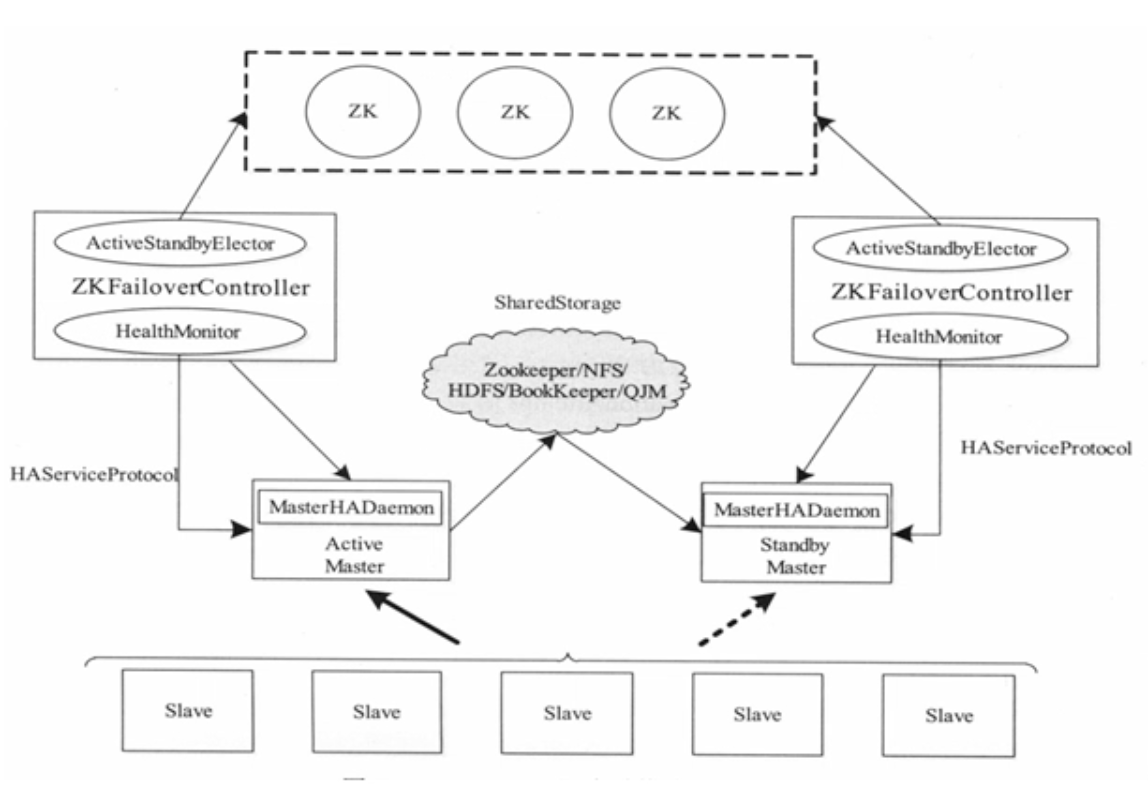 ZK
ZK
ZK
ActiveStandbyElector
ZKFailoverController
HealthMonitor
ActiveStandbyElector
ZKFailoverController
HealthMonitor
SharedStorage
Zookeeper/NFS/
HDFS/BookKeeper/QJM
HAServiceProtocol
HAServiceProtocol
MasterHADaemon
Active
Master
MasterHADaemon
Standby
Master
Slave
Slave
Slave
Slave
Slave